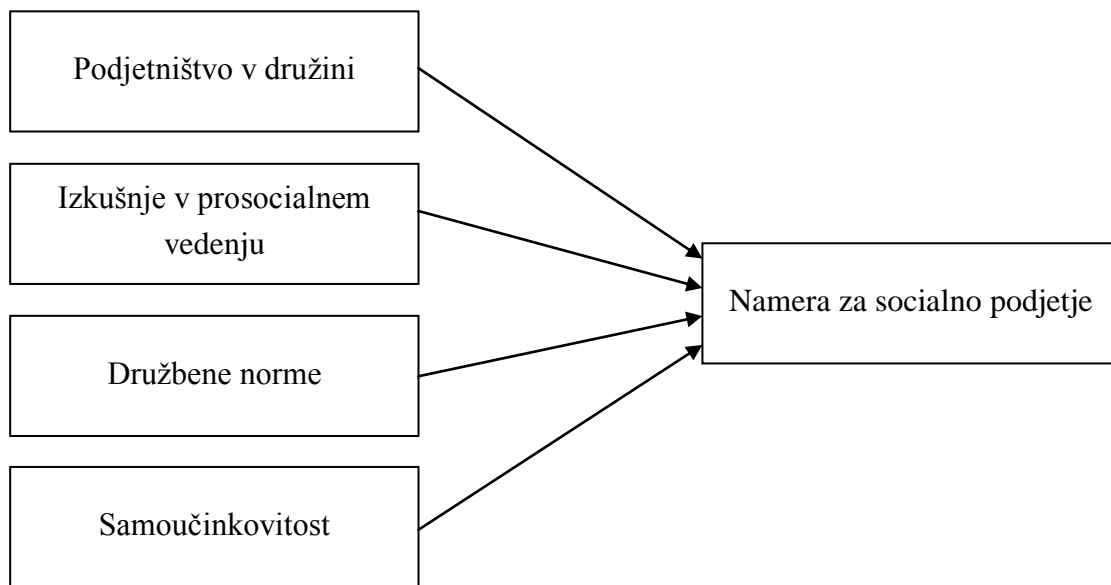 Podjetništvo v družini
Izkušnje v prosocialnem
vedenju
Družbene norme
Samoučinkovitost
Namera za socialno podjetje